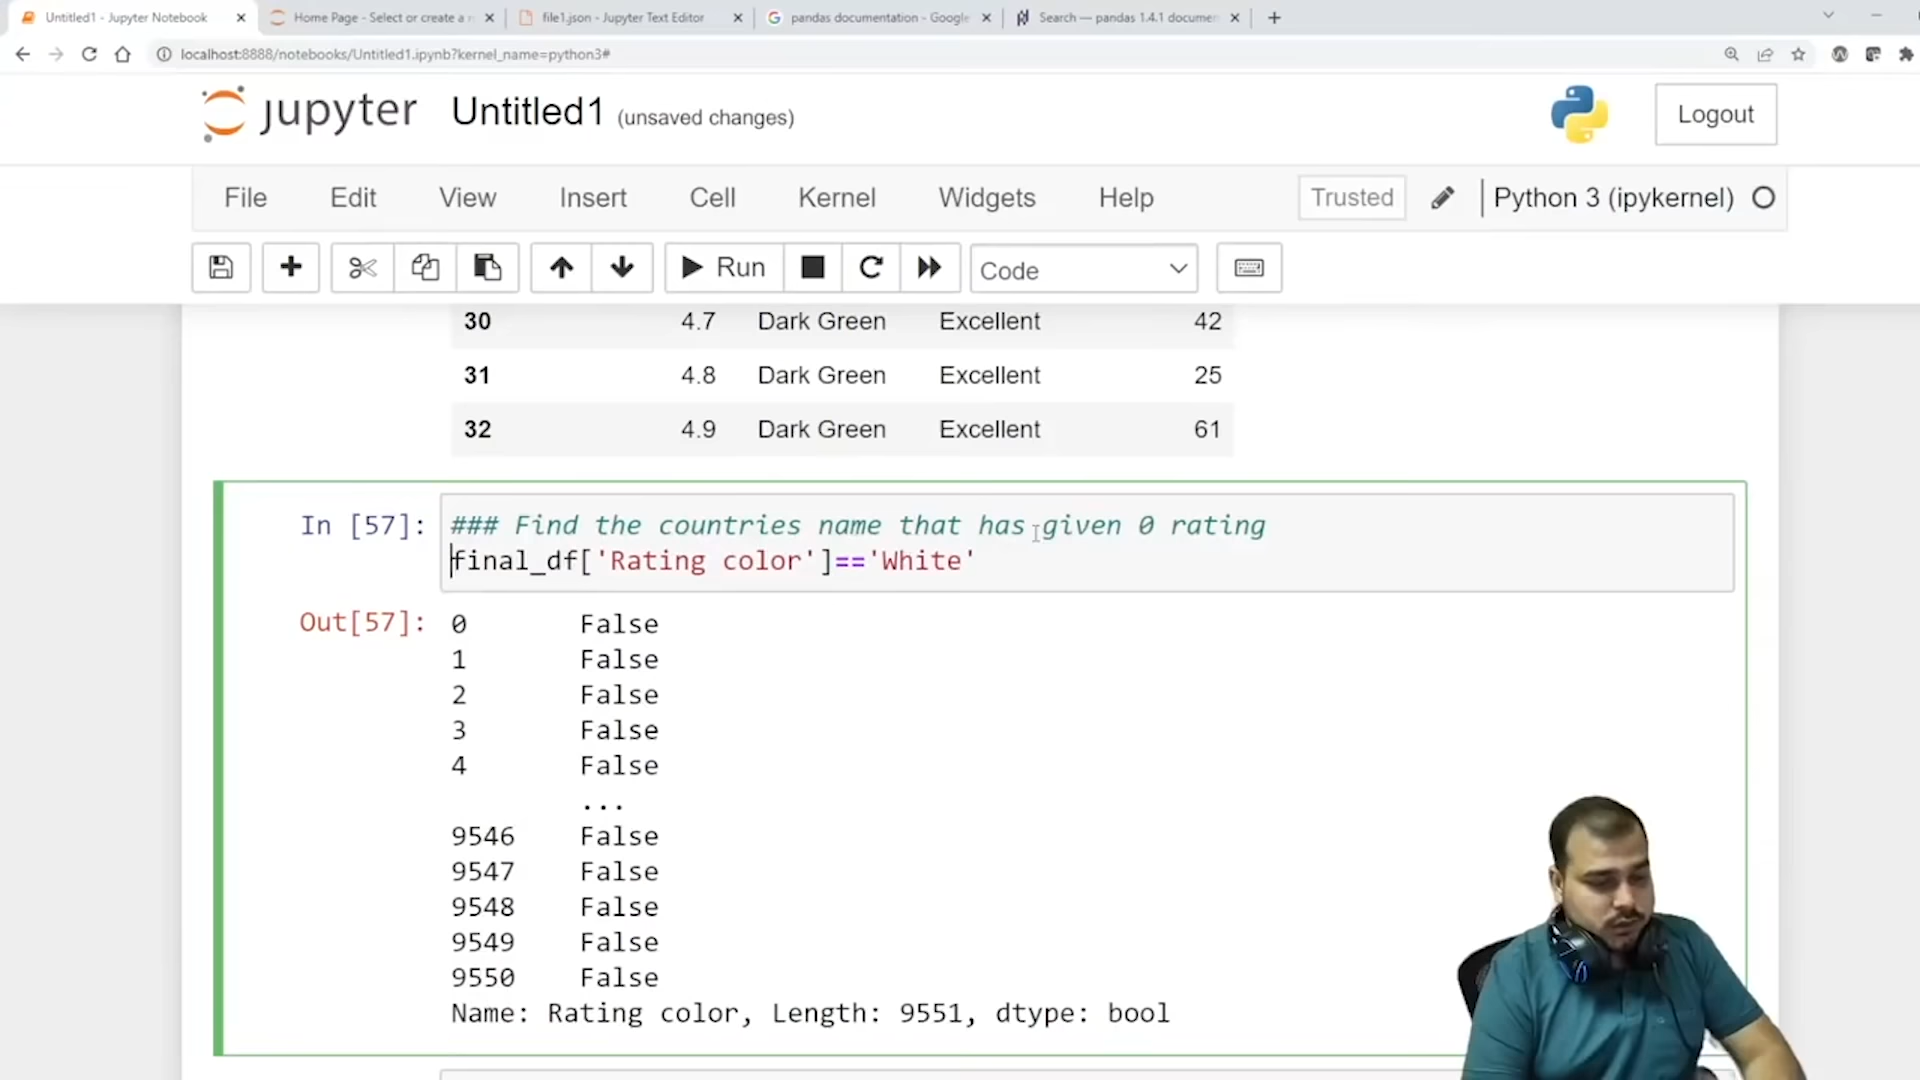 Untitled1 - Jupyter Notebook
Home Page - Select or create a n
file1.json - Jupyter Text Editor
pandas documentation - Google
Search — pandas 1.4.1 documen
localhost:8888/notebooks/Untitled1.ipynb?kernel_name=python3#
jupyter Untitled1 (unsaved changes)
Logout
File Edit View Insert Cell Kernel Widgets Help Trusted Python 3 (ipykernel)
Run Code
30 4.7 Dark Green Excellent 42
31 4.8 Dark Green Excellent 25
32 4.9 Dark Green Excellent 61
In [57]: ### Find the countries name that has given 0 rating
final_df['Rating color']=='White'
Out[57]: 0 False
1 False
2 False
3 False
4 False
...
9546 False
9547 False
9548 False
9549 False
9550 False
Name: Rating color, Length: 9551, dtype: bool